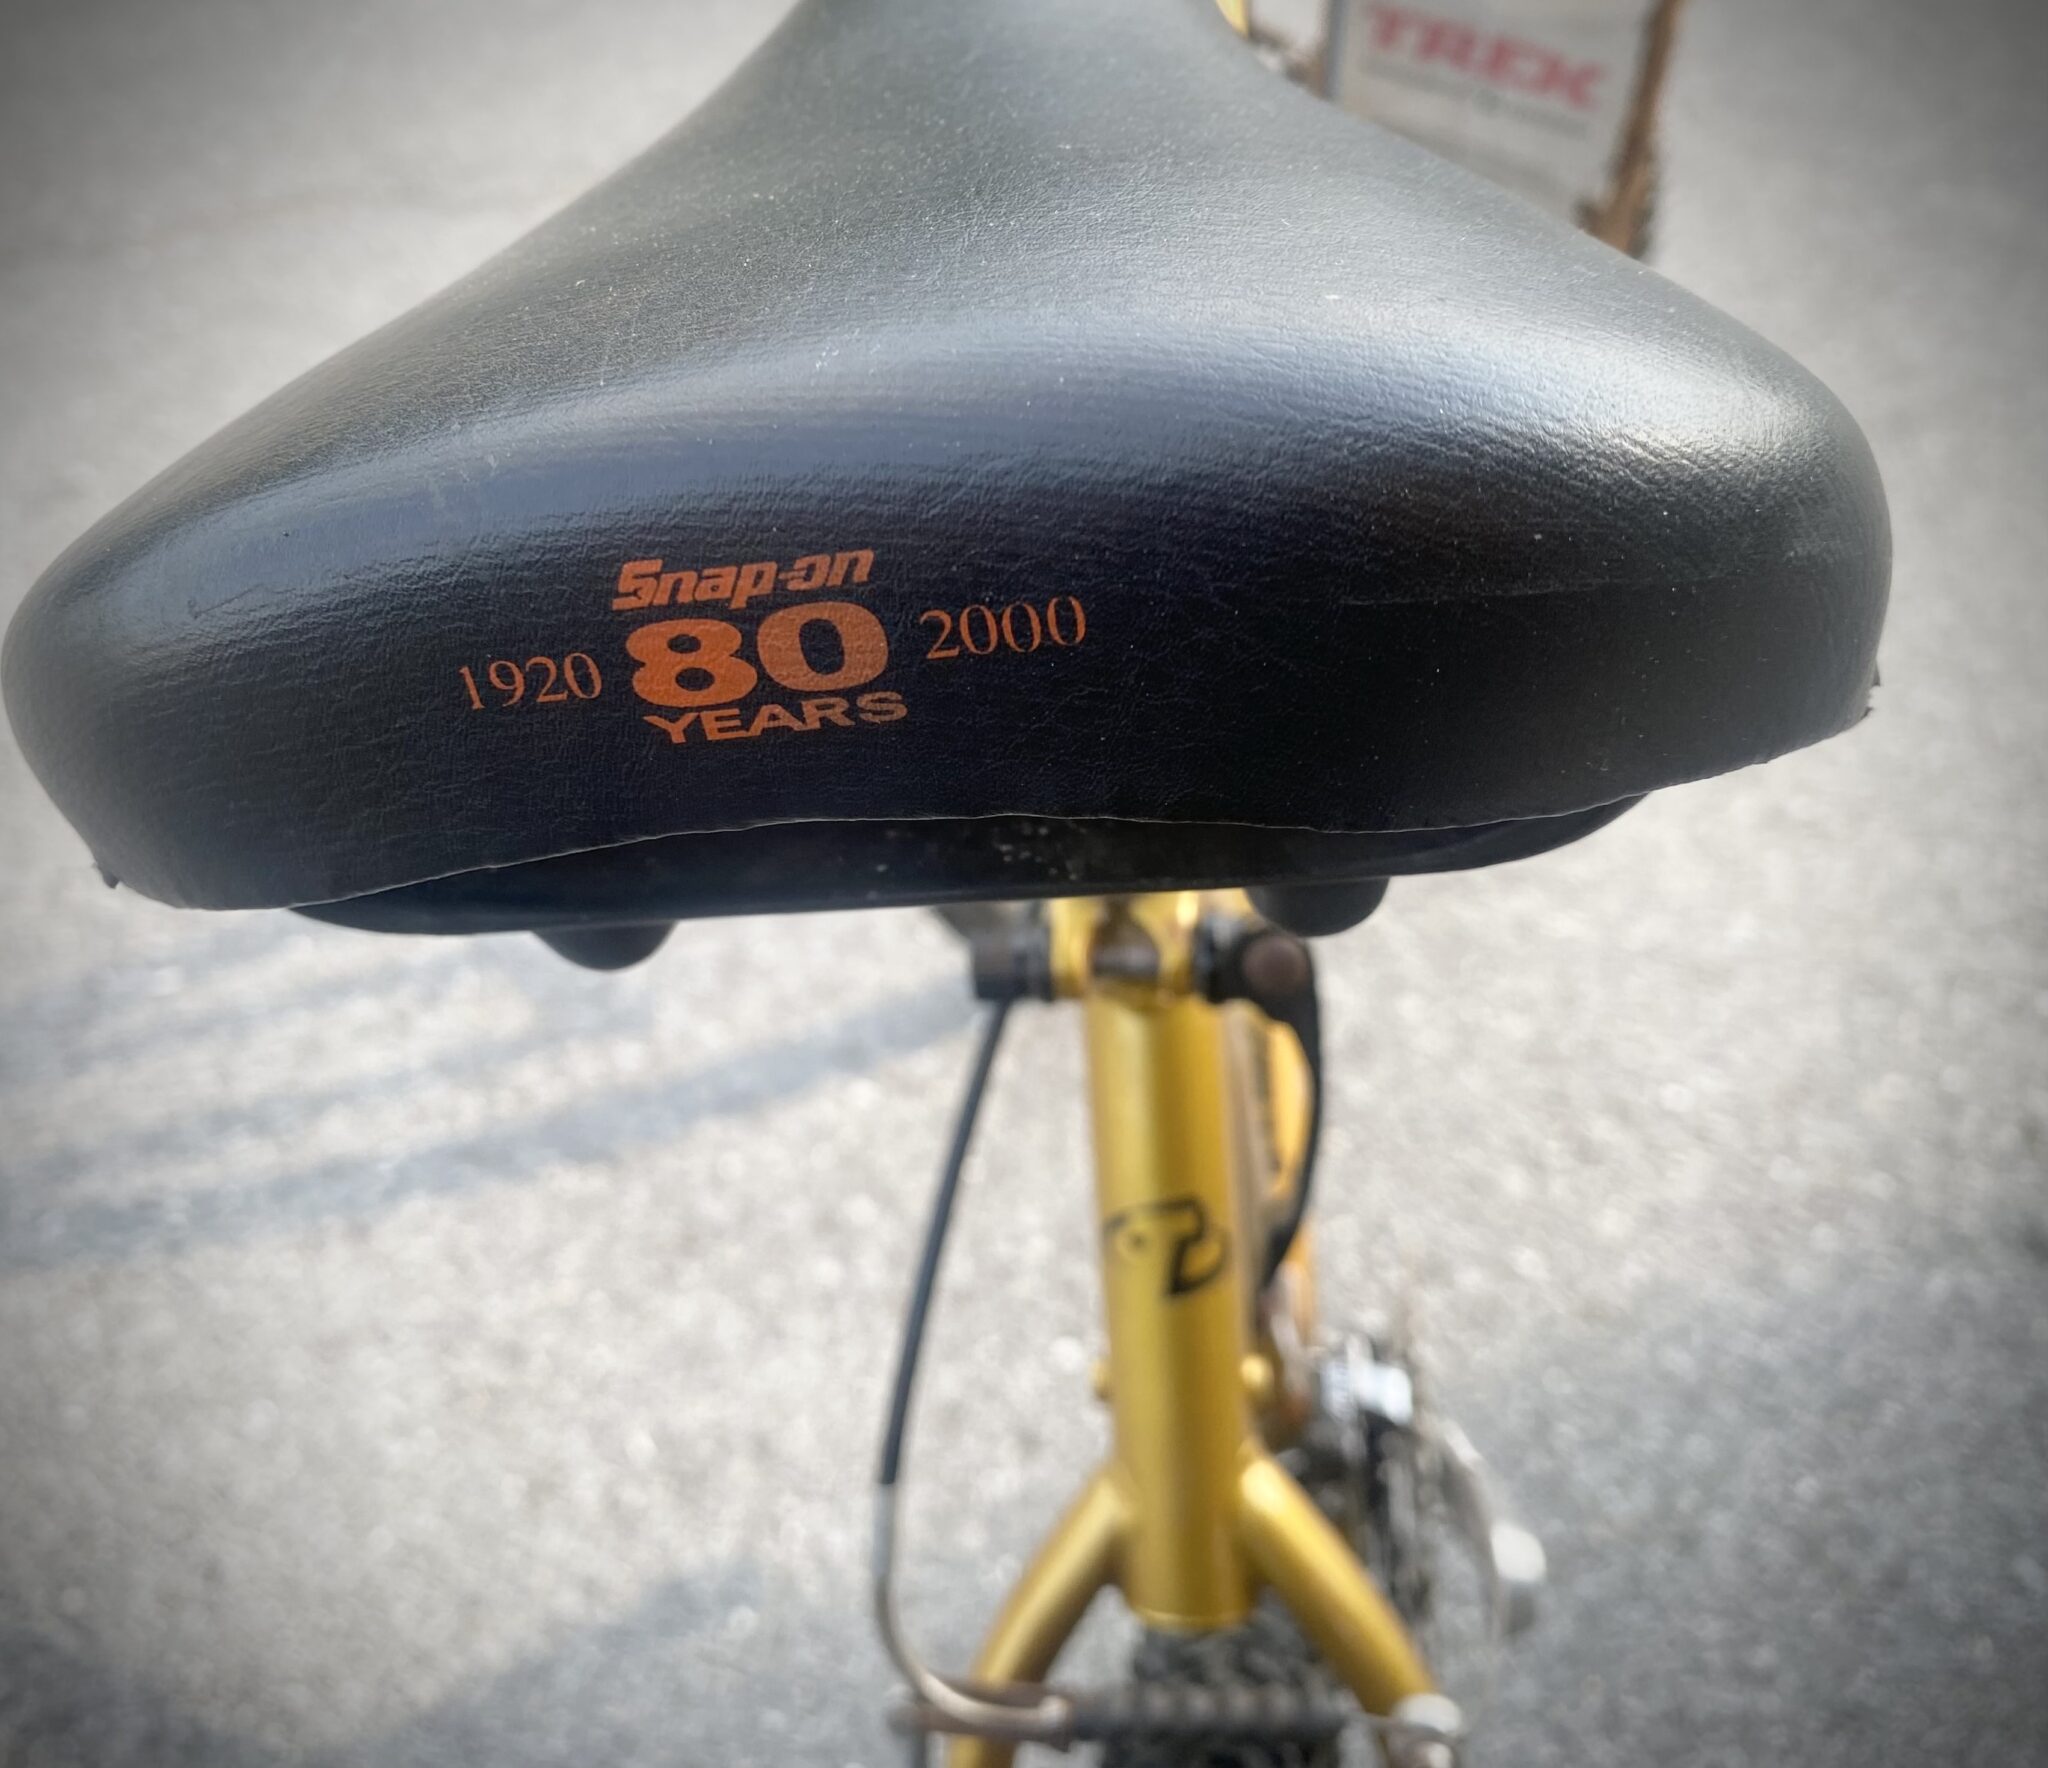 TREK
Snap-on
1920 80 2000
YEARS